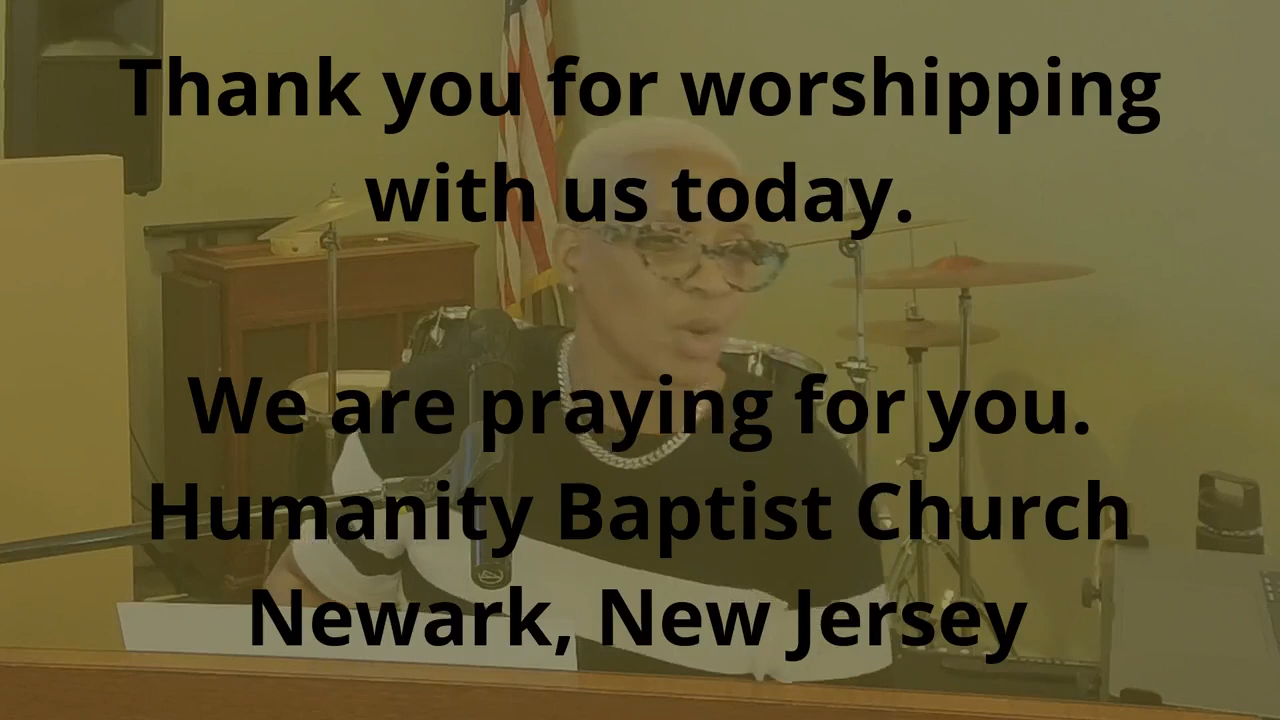 Thank you for worshipping
with us today.
We are praying for you.
Humanity Baptist Church
Newark, New Jersey